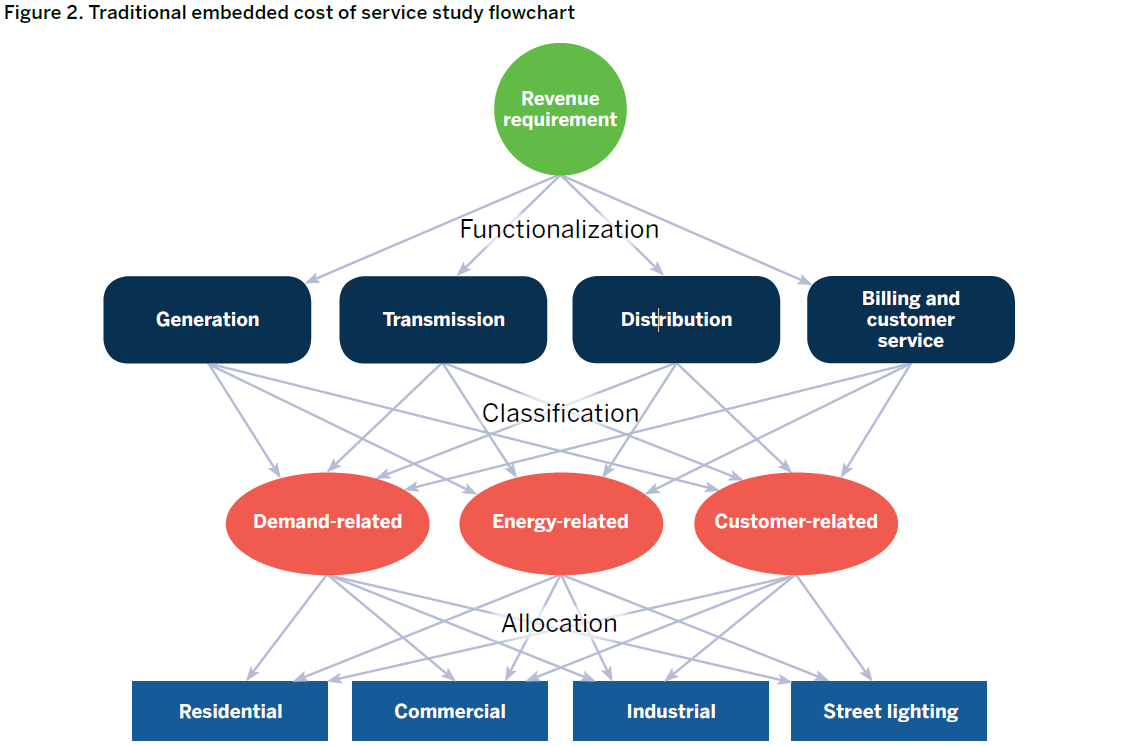 Figure 2. Traditional embedded cost of service study flowchart
Revenue
requirement
Functionalization
Generation
Transmission
Distribution
Billing and
customer
service
Classification
Demand-related
Energy-related
Customer-related
Allocation
Residential
Commercial
Industrial
Street lighting